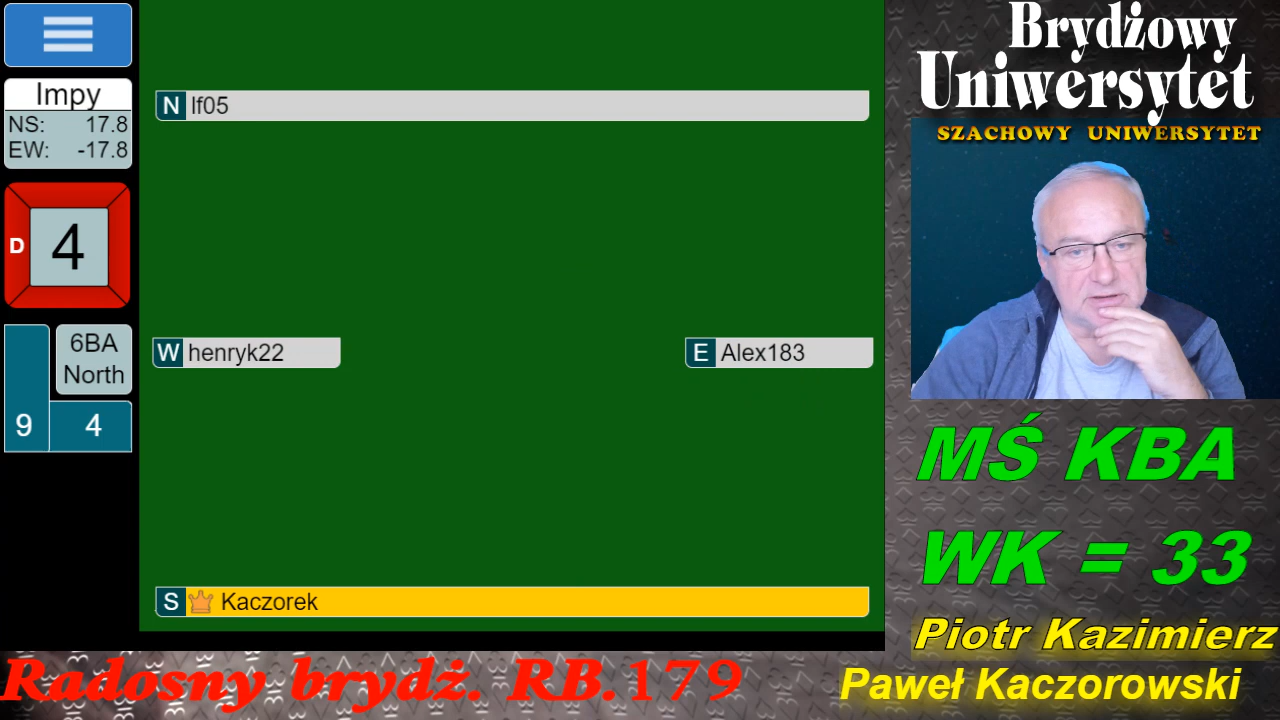 Impy
NS: 17.8
EW: -17.8
D 4
6BA
North
9 4
N lf05
W henryk22
E Alex183
S Kaczorek
Brydżowy
Uniwersytet
SZACHOWY UNIWERSYTET
MŚ KBA
WK = 33
Piotr Kazimierz
Paweł Kaczorowski
Radosny brydż. RB.179